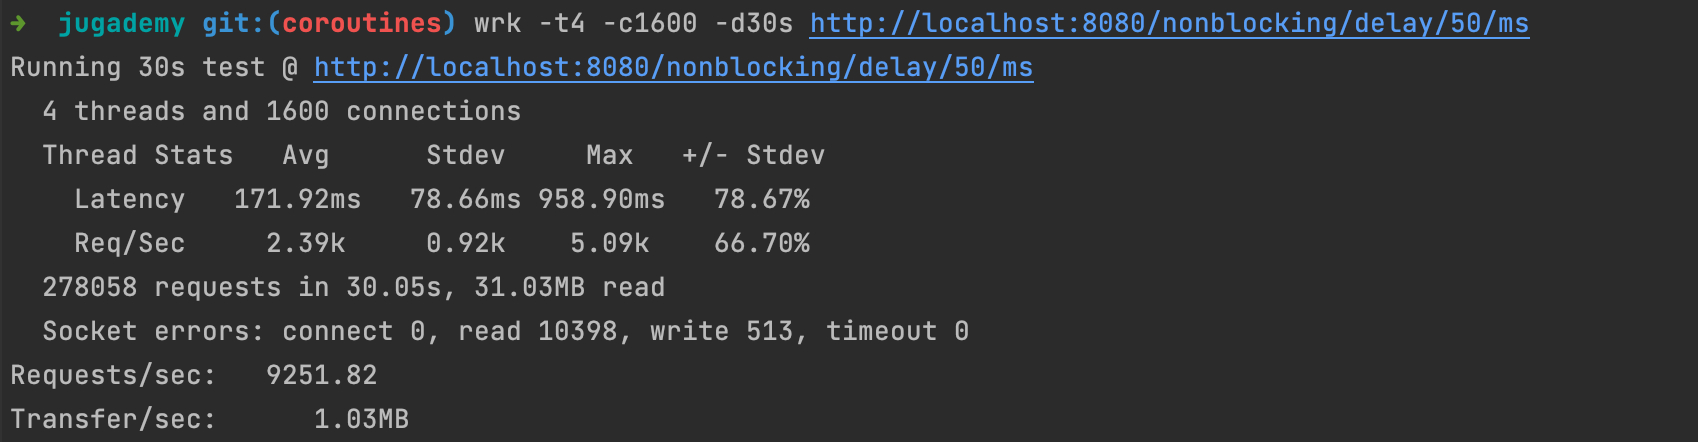 ➜  jugademy git:(coroutines) wrk -t4 -c1600 -d30s http://localhost:8080/nonblocking/delay/50/ms
Running 30s test @ http://localhost:8080/nonblocking/delay/50/ms
  4 threads and 1600 connections
  Thread Stats   Avg      Stdev     Max   +/- Stdev
    Latency   171.92ms   78.66ms 958.90ms   78.67%
    Req/Sec     2.39k     0.92k    5.09k    66.70%
  278058 requests in 30.05s, 31.03MB read
  Socket errors: connect 0, read 10398, write 513, timeout 0
Requests/sec:   9251.82
Transfer/sec:      1.03MB